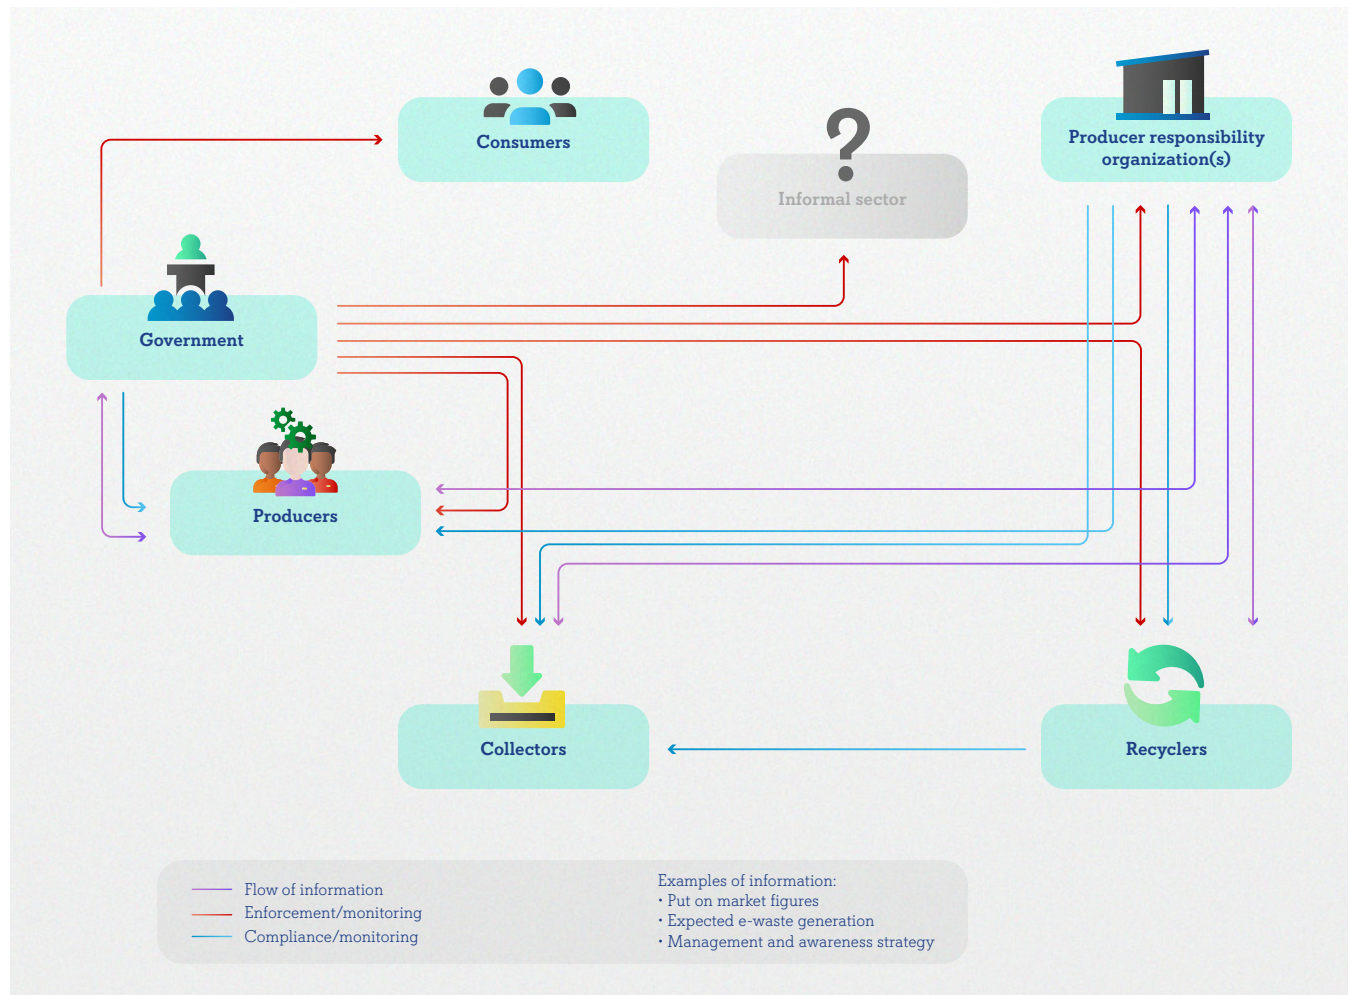 Consumers
Producer responsibility
organization(s)
Informal sector
Government
Producers
Collectors
Recyclers
Flow of information
Enforcement/monitoring
Compliance/monitoring
Examples of information:
• Put on market figures
• Expected e-waste generation
• Management and awareness strategy